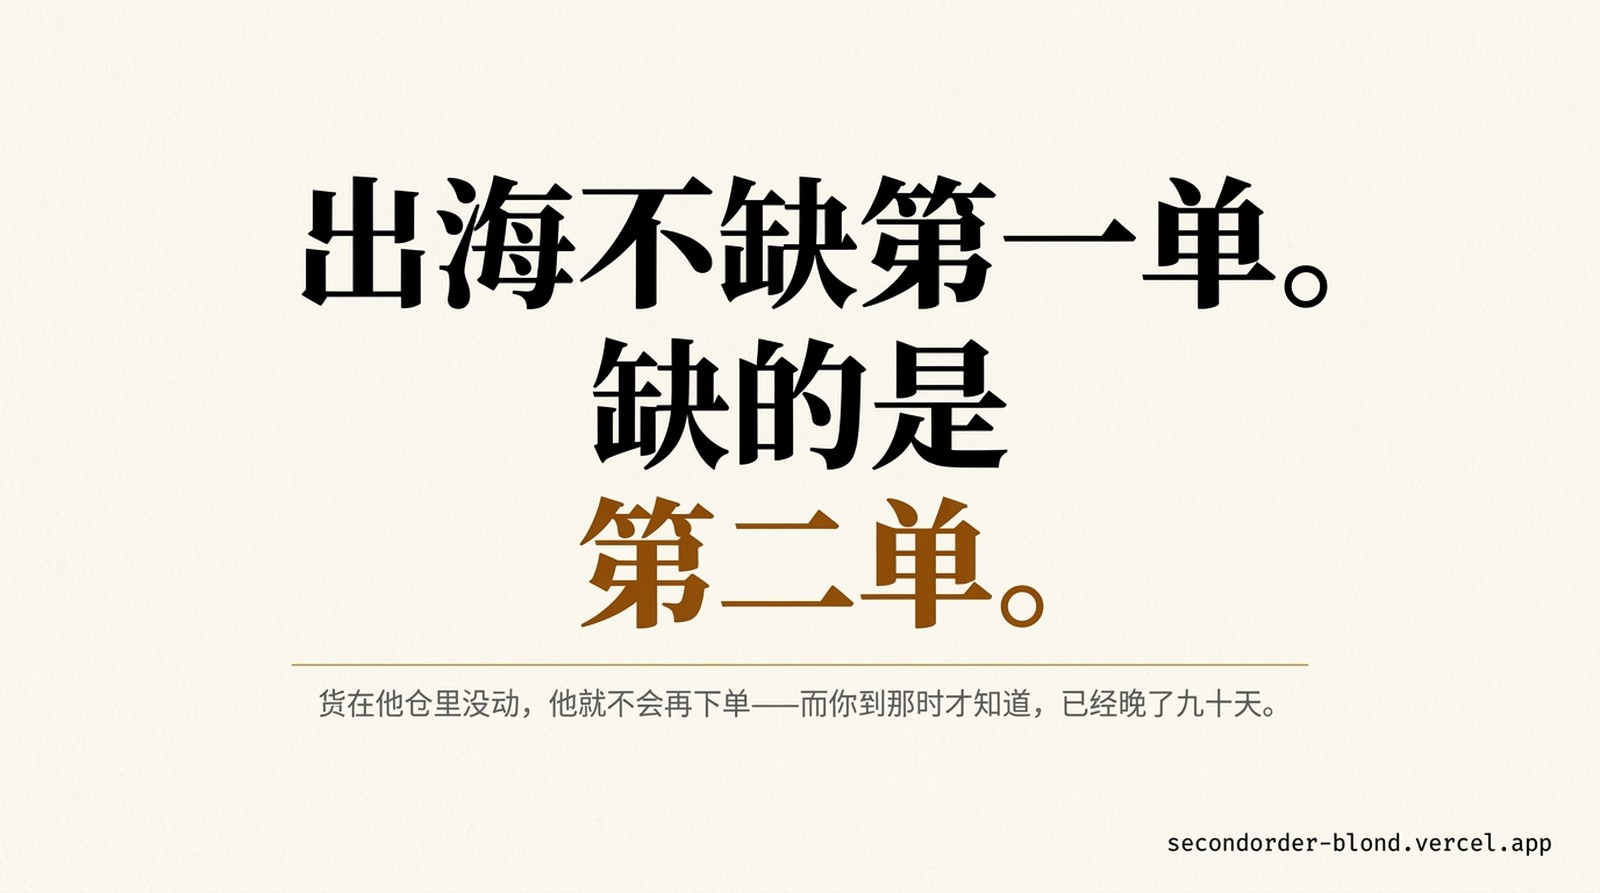 出海不缺第一单。
缺的是
第二单。
货在他仓里没动，他就不会再下单——而你到那时才知道，已经晚了九十天。
secondorder-blond.vercel.app